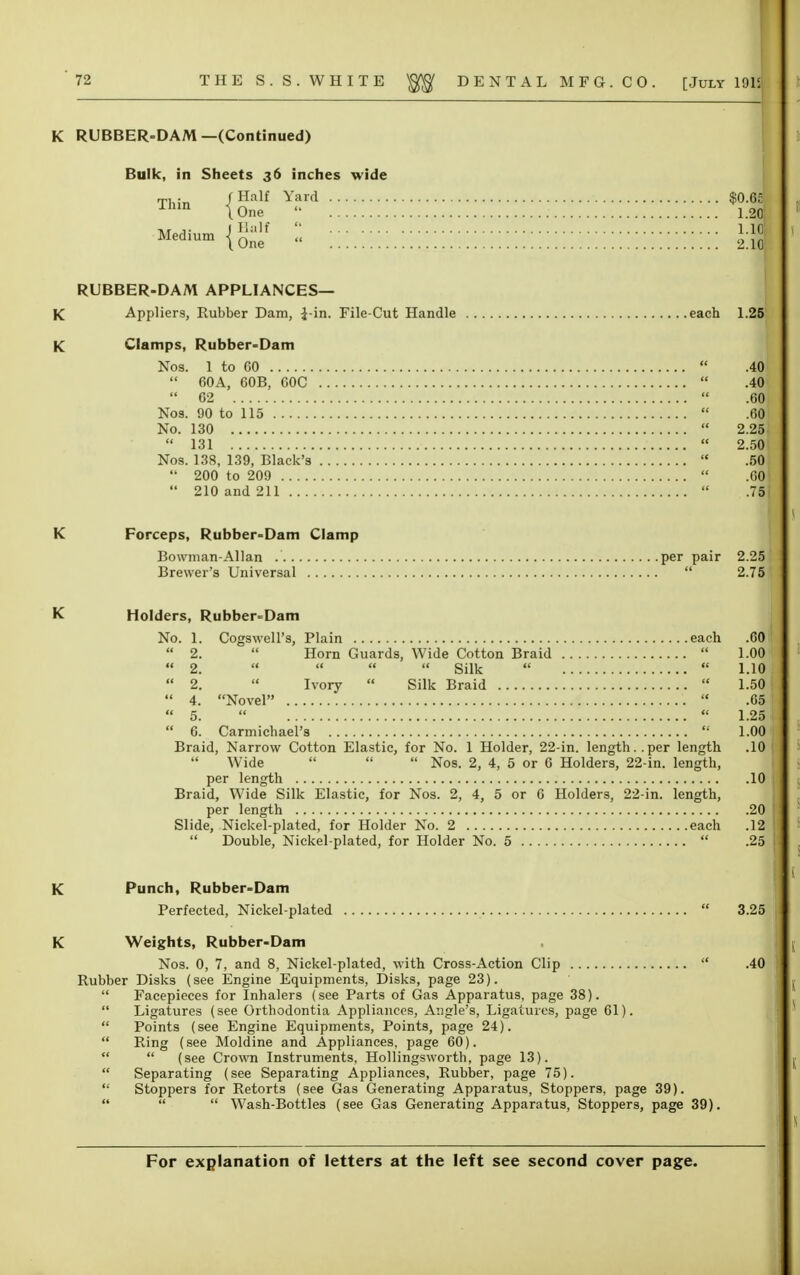 72 THE S. S. WHITE DENTAL MFG. CO. [JULY 191
K RUBBER-DAM—(Continued)
Bulk, in Sheets 36 inches wide
Thin { Half Yard ........ $0.65
{ One “ ........ 1.20
Medium { Half “ ........ 1.10
{ One “ ........ 2.10
RUBBER-DAM APPLIANCES—
K Appliers, Rubber Dam, ¼-in. File-Cut Handle ........ each 1.25
K Clamps, Rubber-Dam
Nos. 1 to 60 ........ “ .40
“ 60A, 60B, 60C ........ “ .40
“ 62 ........ “ .60
Nos. 90 to 115 ........ “ .60
No. 130 ........ “ 2.25
“ 131 ........ “ 2.50
Nos. 138, 139, Black's ........ “ .50
“ 200 to 209 ........ “ .60
“ 210 and 211 ........ “ .75
K Forceps, Rubber-Dam Clamp
Bowman-Allan ........ per pair 2.25
Brewer's Universal ........ “ 2.75
K Holders, Rubber-Dam
No. 1. Cogswell's, Plain ........ each .60
“ 2. “ Horn Guards, Wide Cotton Braid ........ “ 1.00
“ 2. “ “ “ “ Silk “ ........ “ 1.10
“ 2. “ Ivory “ Silk Braid ........ “ 1.50
“ 4. “Novel” ........ “ .65
“ 5. “ ........ “ 1.25
“ 6. Carmichael's ........ “ 1.00
Braid, Narrow Cotton Elastic, for No. 1 Holder, 22-in. length..per length .10
“ Wide “ “ “ Nos. 2, 4, 5 or 6 Holders, 22-in. length,
per length ........ .10
Braid, Wide Silk Elastic, for Nos. 2, 4, 5 or 6 Holders, 22-in. length,
per length ........ .20
Slide, Nickel-plated, for Holder No. 2 ........ each .12
“ Double, Nickel-plated, for Holder No. 5 ........ “ .25
K Punch, Rubber-Dam
Perfected, Nickel-plated ........ “ 3.25
K Weights, Rubber-Dam
Nos. 0, 7, and 8, Nickel-plated, with Cross-Action Clip ........ “ .40
Rubber Disks (see Engine Equipments, Disks, page 23).
“ Facepieces for Inhalers (see Parts of Gas Apparatus, page 38).
“ Ligatures (see Orthodontia Appliances, Angle's, Ligatures, page 61).
“ Points (see Engine Equipments, Points, page 24).
“ Ring (see Moldine and Appliances, page 60).
“ “ (see Crown Instruments, Hollingsworth, page 13).
“ Separating (see Separating Appliances, Rubber, page 75).
“ Stoppers for Retorts (see Gas Generating Apparatus, Stoppers, page 39).
“ “ “ Wash-Bottles (see Gas Generating Apparatus, Stoppers, page 39).
For explanation of letters at the left see second cover page.